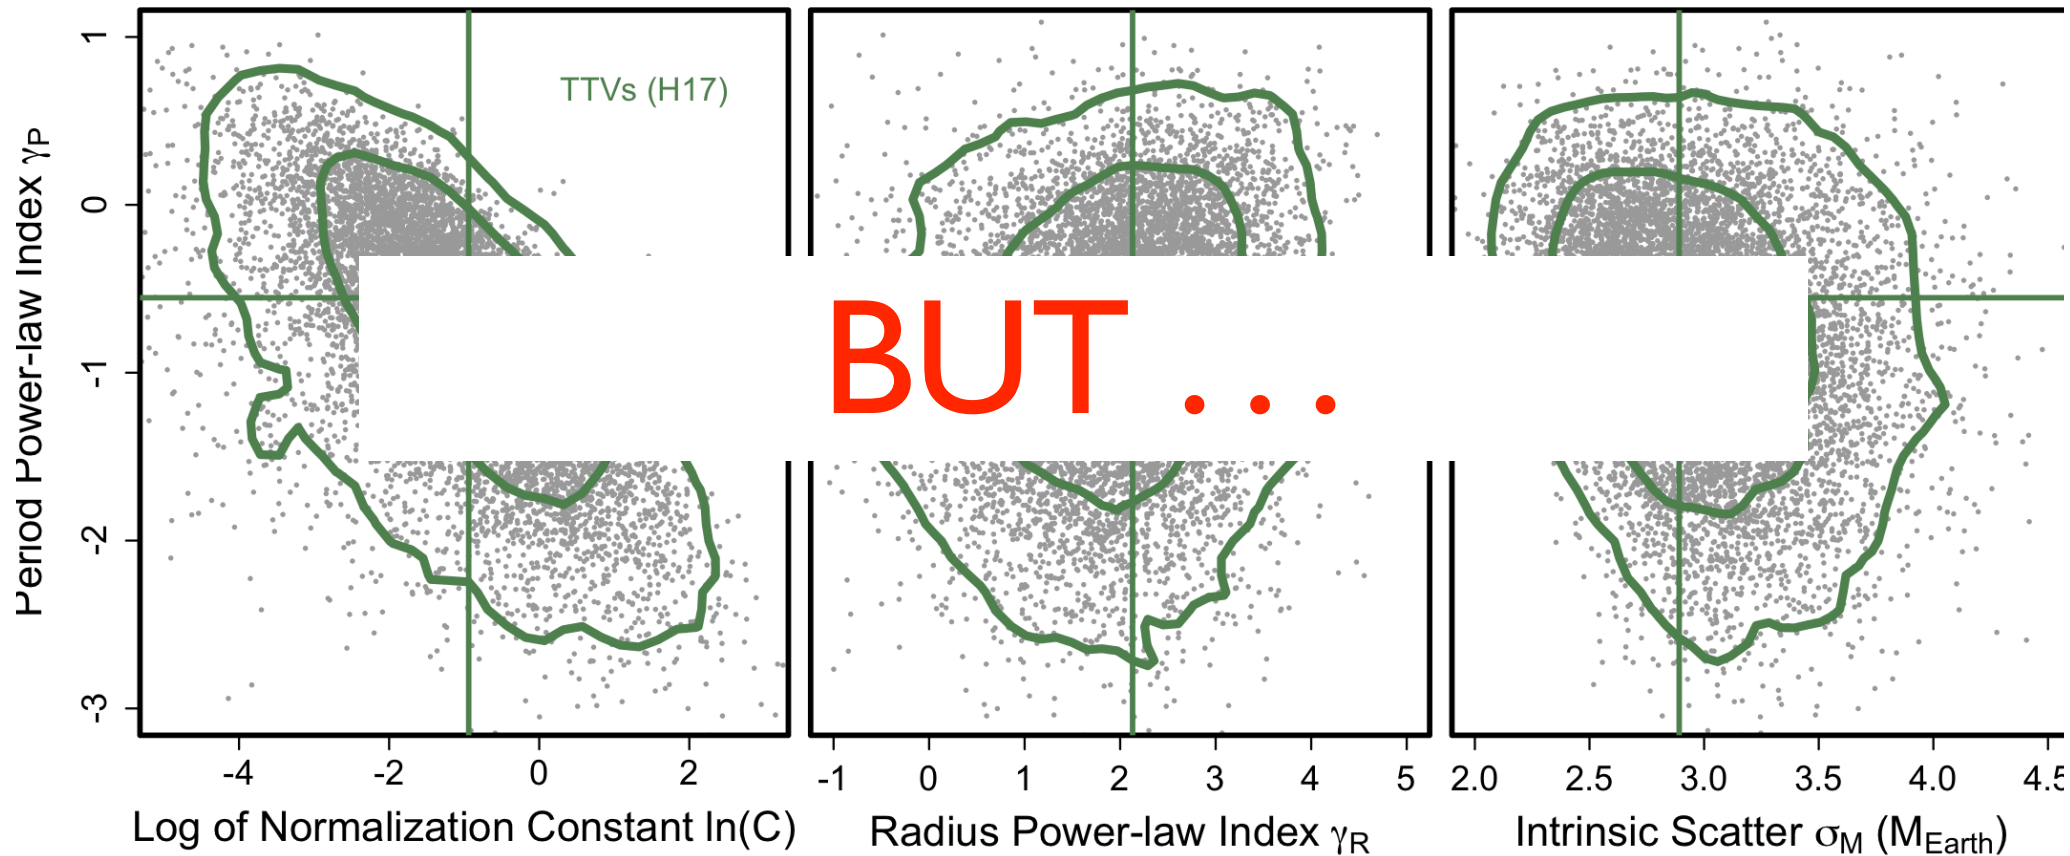 TTVs (H17)
BUT . . .
Period Power-law Index γP
1
0
-1
-2
-3
-4 -2 0 2
Log of Normalization Constant ln(C)
-1 0 1 2 3 4 5
Radius Power-law Index γR
2.0 2.5 3.0 3.5 4.0 4.5
Intrinsic Scatter σM (MEarth)